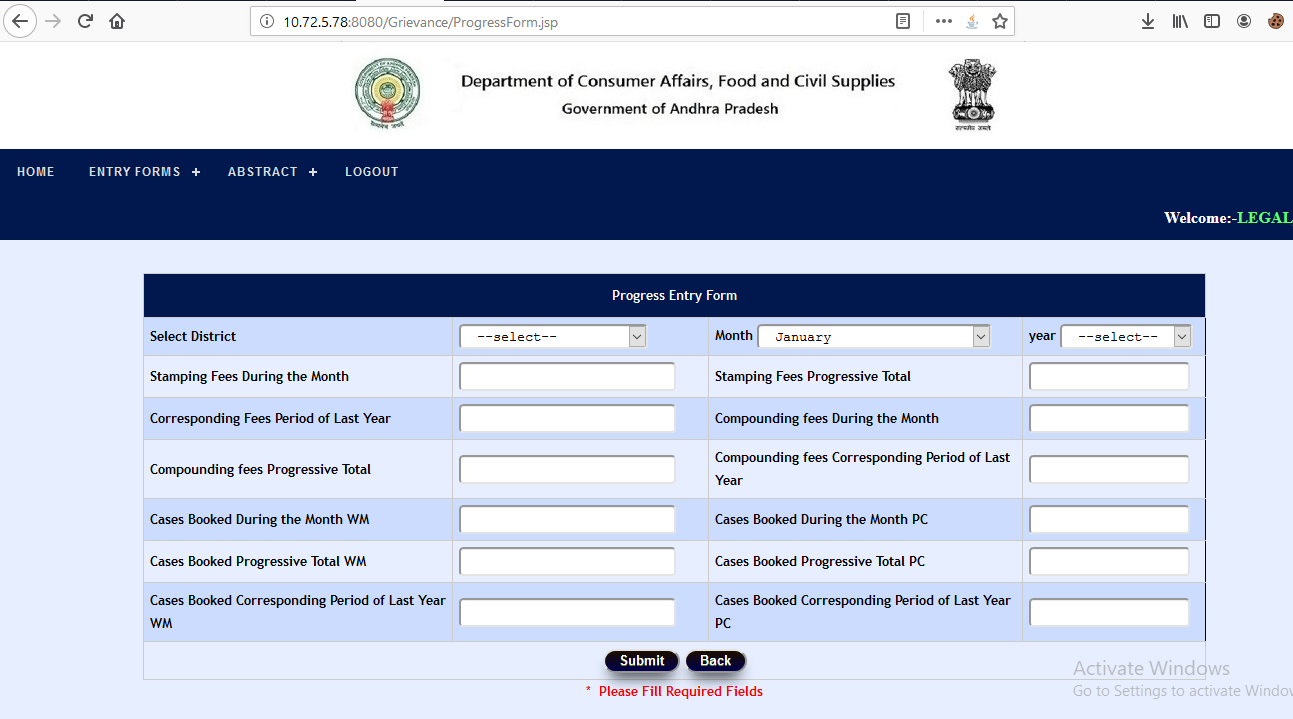 10.72.5.78:8080/Grievance/ProgressForm.jsp
Department of Consumer Affairs, Food and Civil Supplies
Government of Andhra Pradesh
सत्यमेव जयते
HOME ENTRY FORMS + ABSTRACT + LOGOUT
Welcome:-LEGAL
Progress Entry Form
Select District --select-- Month January year --select--
Stamping Fees During the Month Stamping Fees Progressive Total
Corresponding Fees Period of Last Year Compounding fees During the Month
Compounding fees Progressive Total Compounding fees Corresponding Period of Last
Year
Cases Booked During the Month WM Cases Booked During the Month PC
Cases Booked Progressive Total WM Cases Booked Progressive Total PC
Cases Booked Corresponding Period of Last Year Cases Booked Corresponding Period of Last Year
WM PC
Submit Back
* Please Fill Required Fields
Activate Windows
Go to Settings to activate Window